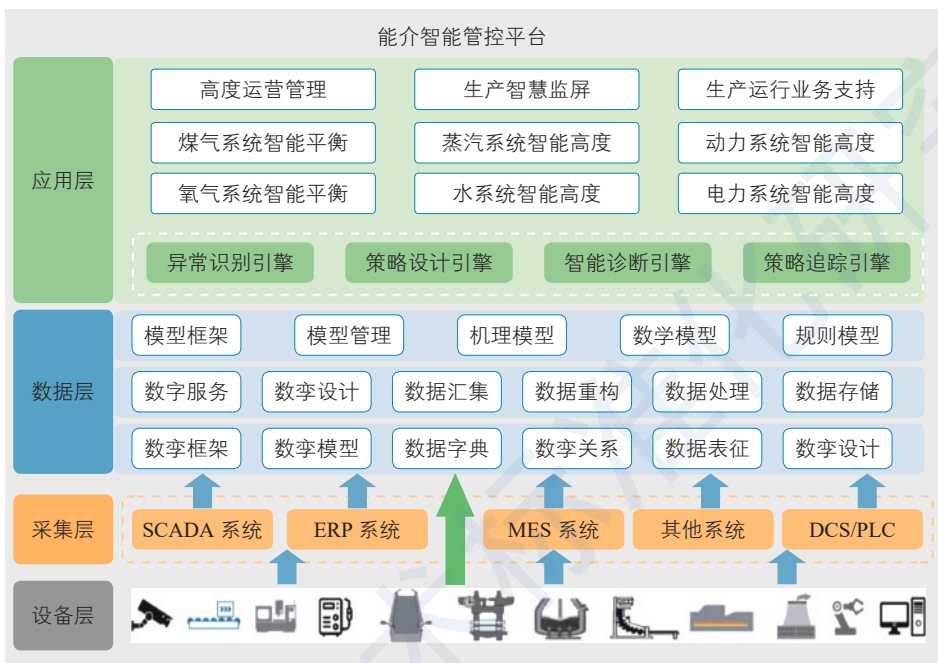 能介智能管控平台
应用层
高度运营管理 生产智慧监屏 生产运行业务支持
煤气系统智能平衡 蒸汽系统智能高度 动力系统智能高度
氧气系统智能平衡 水系统智能高度 电力系统智能高度
异常识别引擎 策略设计引擎 智能诊断引擎 策略追踪引擎
数据层
模型框架 模型管理 机理模型 数学模型 规则模型
数字服务 数孪设计 数据汇集 数据重构 数据处理 数据存储
数孪框架 数孪模型 数据字典 数孪关系 数据表征 数孪设计
采集层
SCADA 系统 ERP 系统 MES 系统 其他系统 DCS/PLC
设备层
术标准化研究